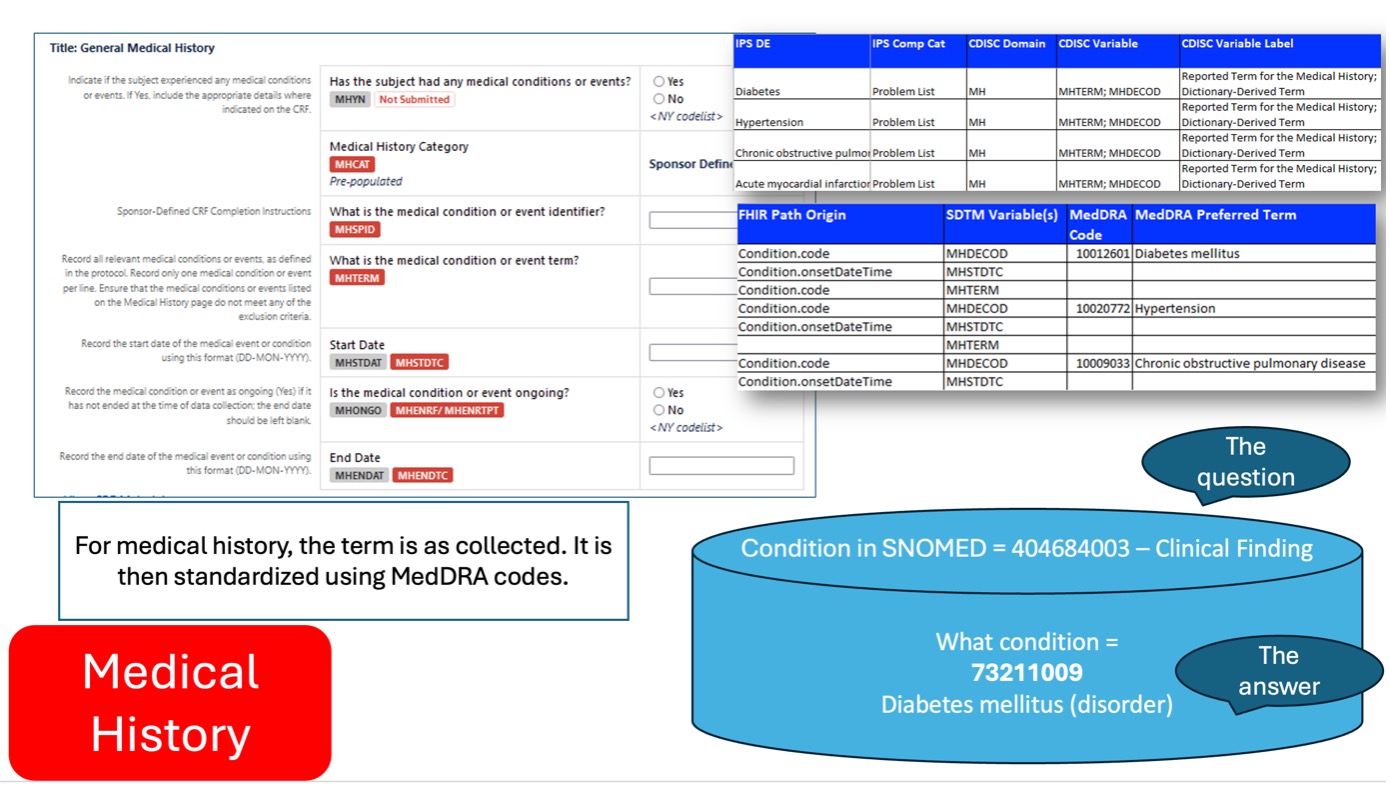 Title: General Medical History
Indicate if the subject experienced any medical conditions
or events. If Yes, include the appropriate details where
indicated on the CRF.
Has the subject had any medical conditions or events?
MHYN Not Submitted
Yes
No
<NY codelist>
Medical History Category
MHCAT
Pre-populated
Sponsor Define
Sponsor-Defined CRF Completion Instructions
What is the medical condition or event identifier?
MHSPID
Record all relevant medical conditions or events, as defined
in the protocol. Record only one medical condition or event
per line. Ensure that the medical conditions or events listed
on the Medical History page do not meet any of the
exclusion criteria.
What is the medical condition or event term?
MHTERM
Record the start date of the medical event or condition
using this format (DD-MON-YYYY).
Start Date
MHSTDAT MHSTDTC
Record the medical condition or event as ongoing (Yes) if it
has not ended at the time of data collection; the end date
should be left blank.
Is the medical condition or event ongoing?
MHONGO MHENRF/ MHENRTPT
Yes
No
<NY codelist>
Record the end date of the medical event or condition using
this format (DD-MON-YYYY).
End Date
MHENDAT MHENDTC
IPS DE IPS Comp Cat CDISC Domain CDISC Variable CDISC Variable Label
Reported Term for the Medical History;
Diabetes Problem List MH MHTERM; MHDECOD Dictionary-Derived Term
Reported Term for the Medical History;
Hypertension Problem List MH MHTERM; MHDECOD Dictionary-Derived Term
Reported Term for the Medical History;
Chronic obstructive pulmor Problem List MH MHTERM; MHDECOD Dictionary-Derived Term
Reported Term for the Medical History;
Acute myocardial infarction Problem List MH MHTERM; MHDECOD Dictionary-Derived Term
FHIR Path Origin SDTM Variable(s) MedDRA MedDRA Preferred Term
Code
Condition.code MHDECOD 10012601 Diabetes mellitus
Condition.onsetDateTime MHSTDTC
Condition.code MHTERM
Condition.code MHDECOD 10020772 Hypertension
Condition.onsetDateTime MHSTDTC
MHTERM
Condition.code MHDECOD 10009033 Chronic obstructive pulmonary disease
Condition.onsetDateTime MHSTDTC
The
question
For medical history, the term is as collected. It is
then standardized using MedDRA codes.
Condition in SNOMED = 404684003 – Clinical Finding
What condition =
73211009
Diabetes mellitus (disorder)
The
answer
Medical
History